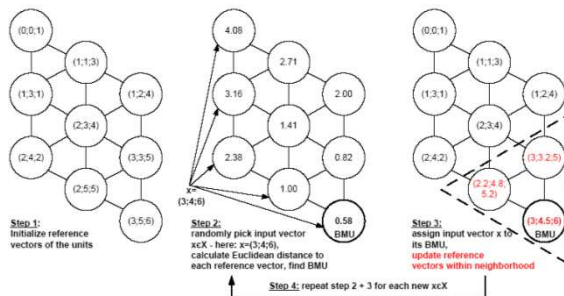 (0;0;1)
(1;1;3)
(1;3;1)
(1;2;4)
(2;3;4)
(2;4;2)
(3;3;5)
(2;5;5)
(3;5;6)
Step 1:
Initialize reference
vectors of the units
4.08
2.71
3.16
2.00
1.41
2.38
0.82
1.00
0.58
BMU
x=
(3;4;6)
Step 2:
randomly pick input vector
xcX - here: x=(3;4;6),
calculate Euclidean distance to
each reference vector, find BMU
(0;0;1)
(1;1;3)
(1;3;1)
(1;2;4)
(2;3;4)
(2;4;2)
(3;3.2;5)
(2.2;4.8;
5.2)
(3;4.5;6)
BMU
Step 3:
assign input vector x to
its BMU,
update reference
vectors within neighborhood
Step 4: repeat step 2 + 3 for each new xcX